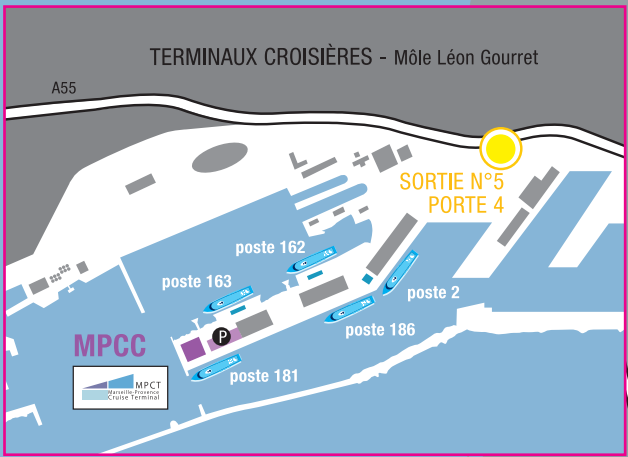 TERMINAUX CROISIÈRES - Môle Léon Gourret
A55
SORTIE N°5
PORTE 4
poste 162
poste 163
poste 2
poste 186
P
MPCC
poste 181
MPCT
Marseille-Provence
Cruise Terminal